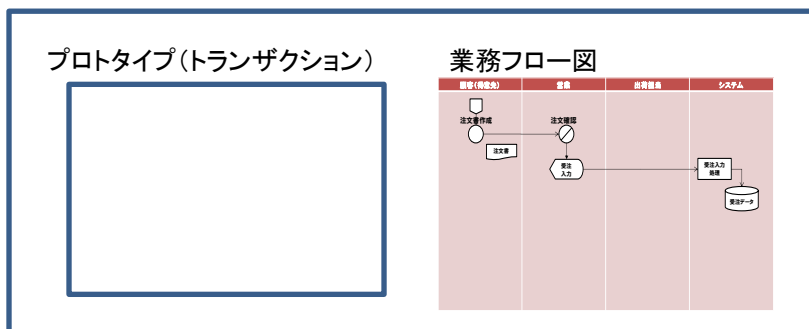 プロトタイプ（トランザクション）
業務フロー図
顧客（得意先）
営業
出荷担当
システム
注文書作成
注文確認
注文書
受注
入力
受注入力
処理
受注データ